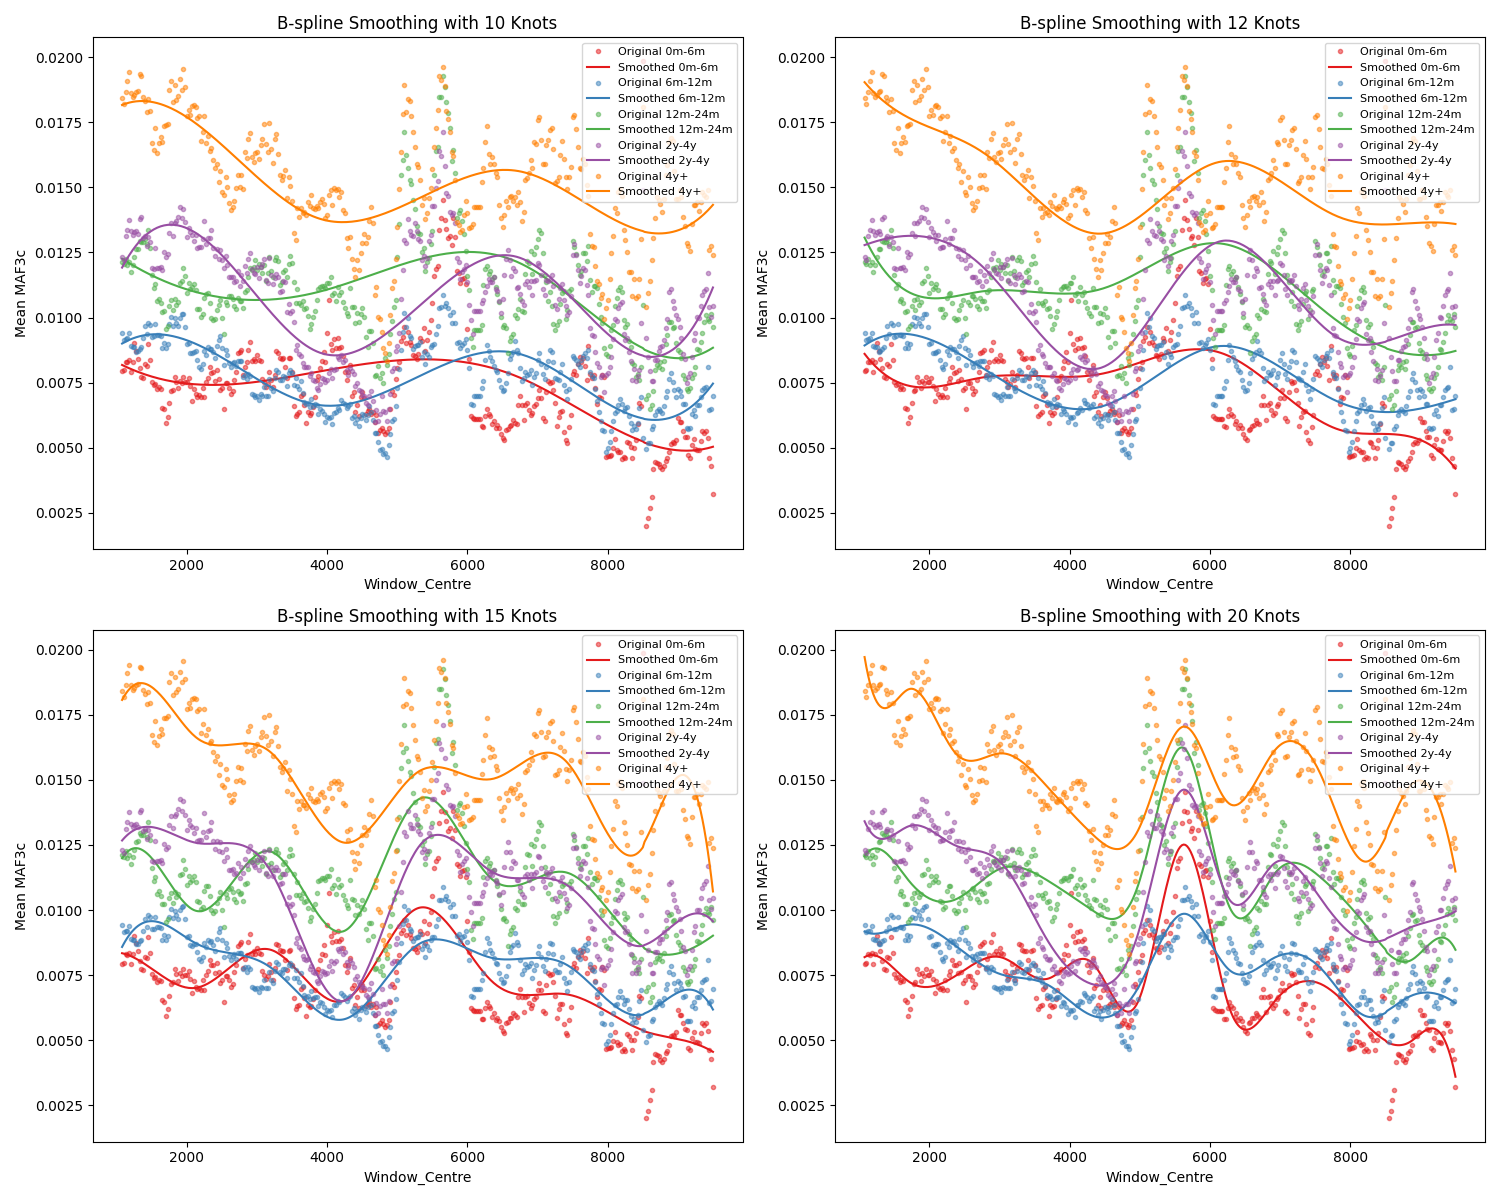 B-spline Smoothing with 10 Knots
Mean MAF3c
0.0200
0.0175
0.0150
0.0125
0.0100
0.0075
0.0050
0.0025
2000 4000 6000 8000
Window_Centre
Original 0m-6m
Smoothed 0m-6m
Original 6m-12m
Smoothed 6m-12m
Original 12m-24m
Smoothed 12m-24m
Original 2y-4y
Smoothed 2y-4y
Original 4y+
Smoothed 4y+
B-spline Smoothing with 12 Knots
Mean MAF3c
0.0200
0.0175
0.0150
0.0125
0.0100
0.0075
0.0050
0.0025
2000 4000 6000 8000
Window_Centre
Original 0m-6m
Smoothed 0m-6m
Original 6m-12m
Smoothed 6m-12m
Original 12m-24m
Smoothed 12m-24m
Original 2y-4y
Smoothed 2y-4y
Original 4y+
Smoothed 4y+
B-spline Smoothing with 15 Knots
Mean MAF3c
0.0200
0.0175
0.0150
0.0125
0.0100
0.0075
0.0050
0.0025
2000 4000 6000 8000
Window_Centre
Original 0m-6m
Smoothed 0m-6m
Original 6m-12m
Smoothed 6m-12m
Original 12m-24m
Smoothed 12m-24m
Original 2y-4y
Smoothed 2y-4y
Original 4y+
Smoothed 4y+
B-spline Smoothing with 20 Knots
Mean MAF3c
0.0200
0.0175
0.0150
0.0125
0.0100
0.0075
0.0050
0.0025
2000 4000 6000 8000
Window_Centre
Original 0m-6m
Smoothed 0m-6m
Original 6m-12m
Smoothed 6m-12m
Original 12m-24m
Smoothed 12m-24m
Original 2y-4y
Smoothed 2y-4y
Original 4y+
Smoothed 4y+